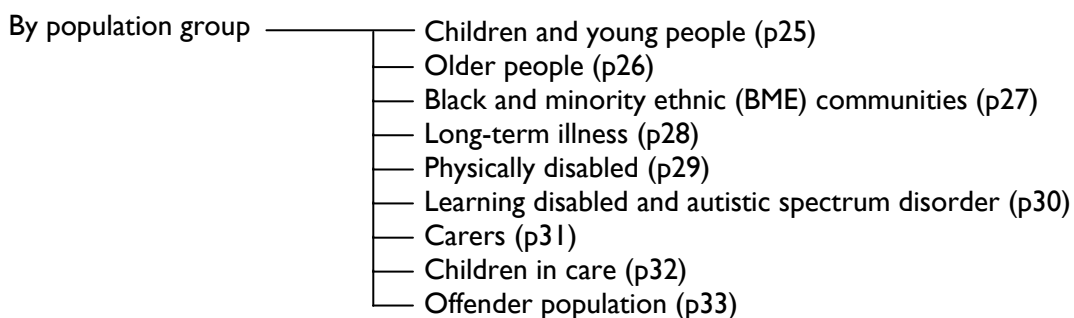 By population group
Children and young people (p25)
Older people (p26)
Black and minority ethnic (BME) communities (p27)
Long-term illness (p28)
Physically disabled (p29)
Learning disabled and autistic spectrum disorder (p30)
Carers (p31)
Children in care (p32)
Offender population (p33)